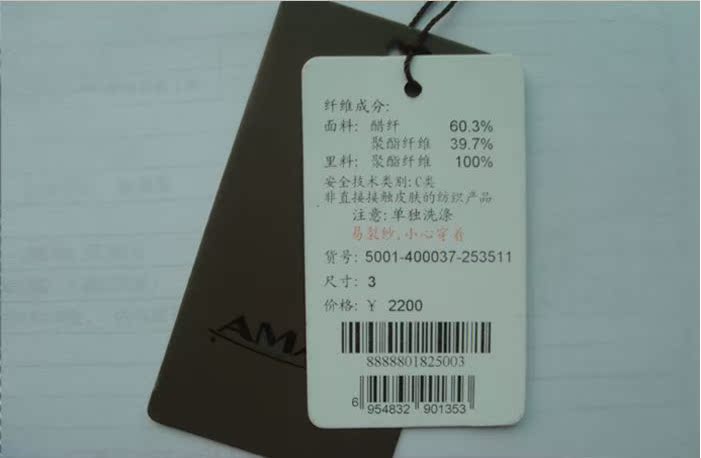 纤维成分:
面料: 醋纤 60.3%
聚酯纤维 39.7%
里料: 聚酯纤维 100%
安全技术类别:C类
非直接接触皮肤的纺织产品
注意:单独洗涤
易裂纱,小心穿着
货号: 5001-400037-253511
尺寸: 3
价格: ¥ 2200
8888801825003
6 954832 901353
AMA